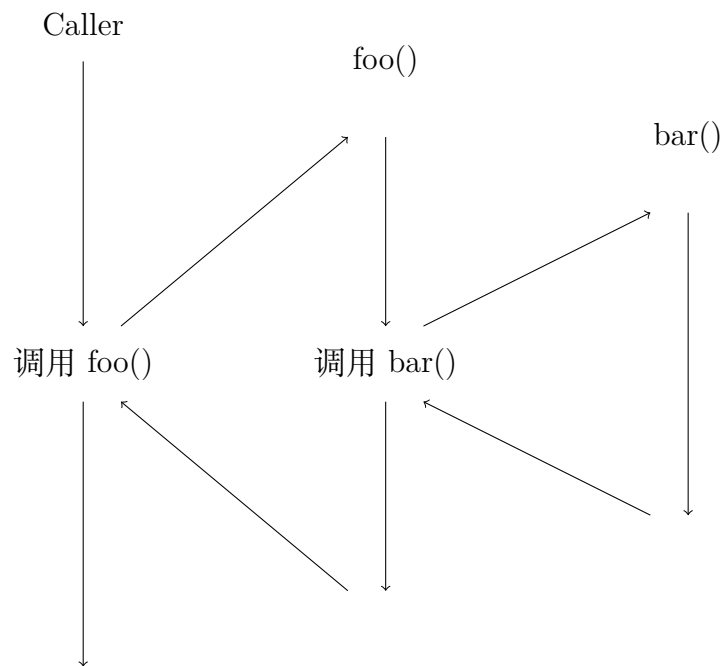 Caller
foo()
bar()
调用 foo()
调用 bar()